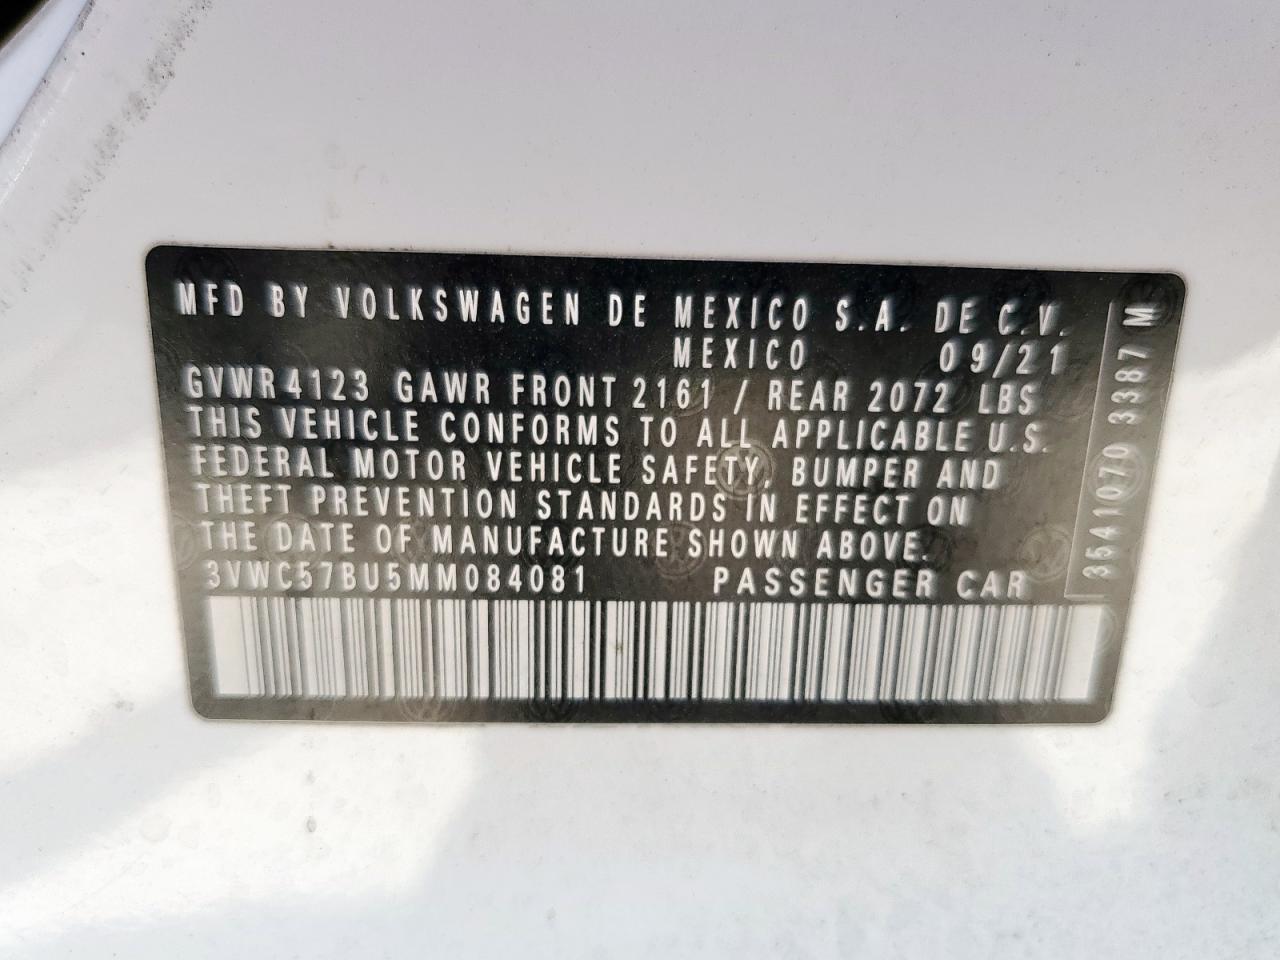 MFD BY VOLKSWAGEN DE MEXICO S.A. DE C.V.
MEXICO 09/21
GVWR 4123 GAWR FRONT 2161 / REAR 2072 LBS
THIS VEHICLE CONFORMS TO ALL APPLICABLE U.S.
FEDERAL MOTOR VEHICLE SAFETY, BUMPER AND
THEFT PREVENTION STANDARDS IN EFFECT ON
THE DATE OF MANUFACTURE SHOWN ABOVE.
3VWC57BU5MM084081 PASSENGER CAR
3541070 3387 M